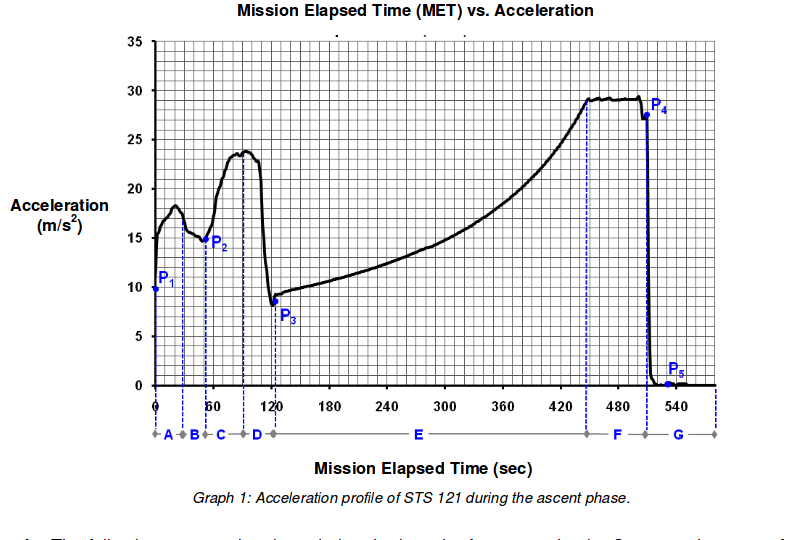 Mission Elapsed Time (MET) vs. Acceleration
35
30
25
20
15
10
5
0
Acceleration
(m/s²)
P1
P2
P3
P4
P5
0 60 120 180 240 300 360 420 480 540
A B C D E F G
Mission Elapsed Time (sec)
Graph 1: Acceleration profile of STS 121 during the ascent phase.